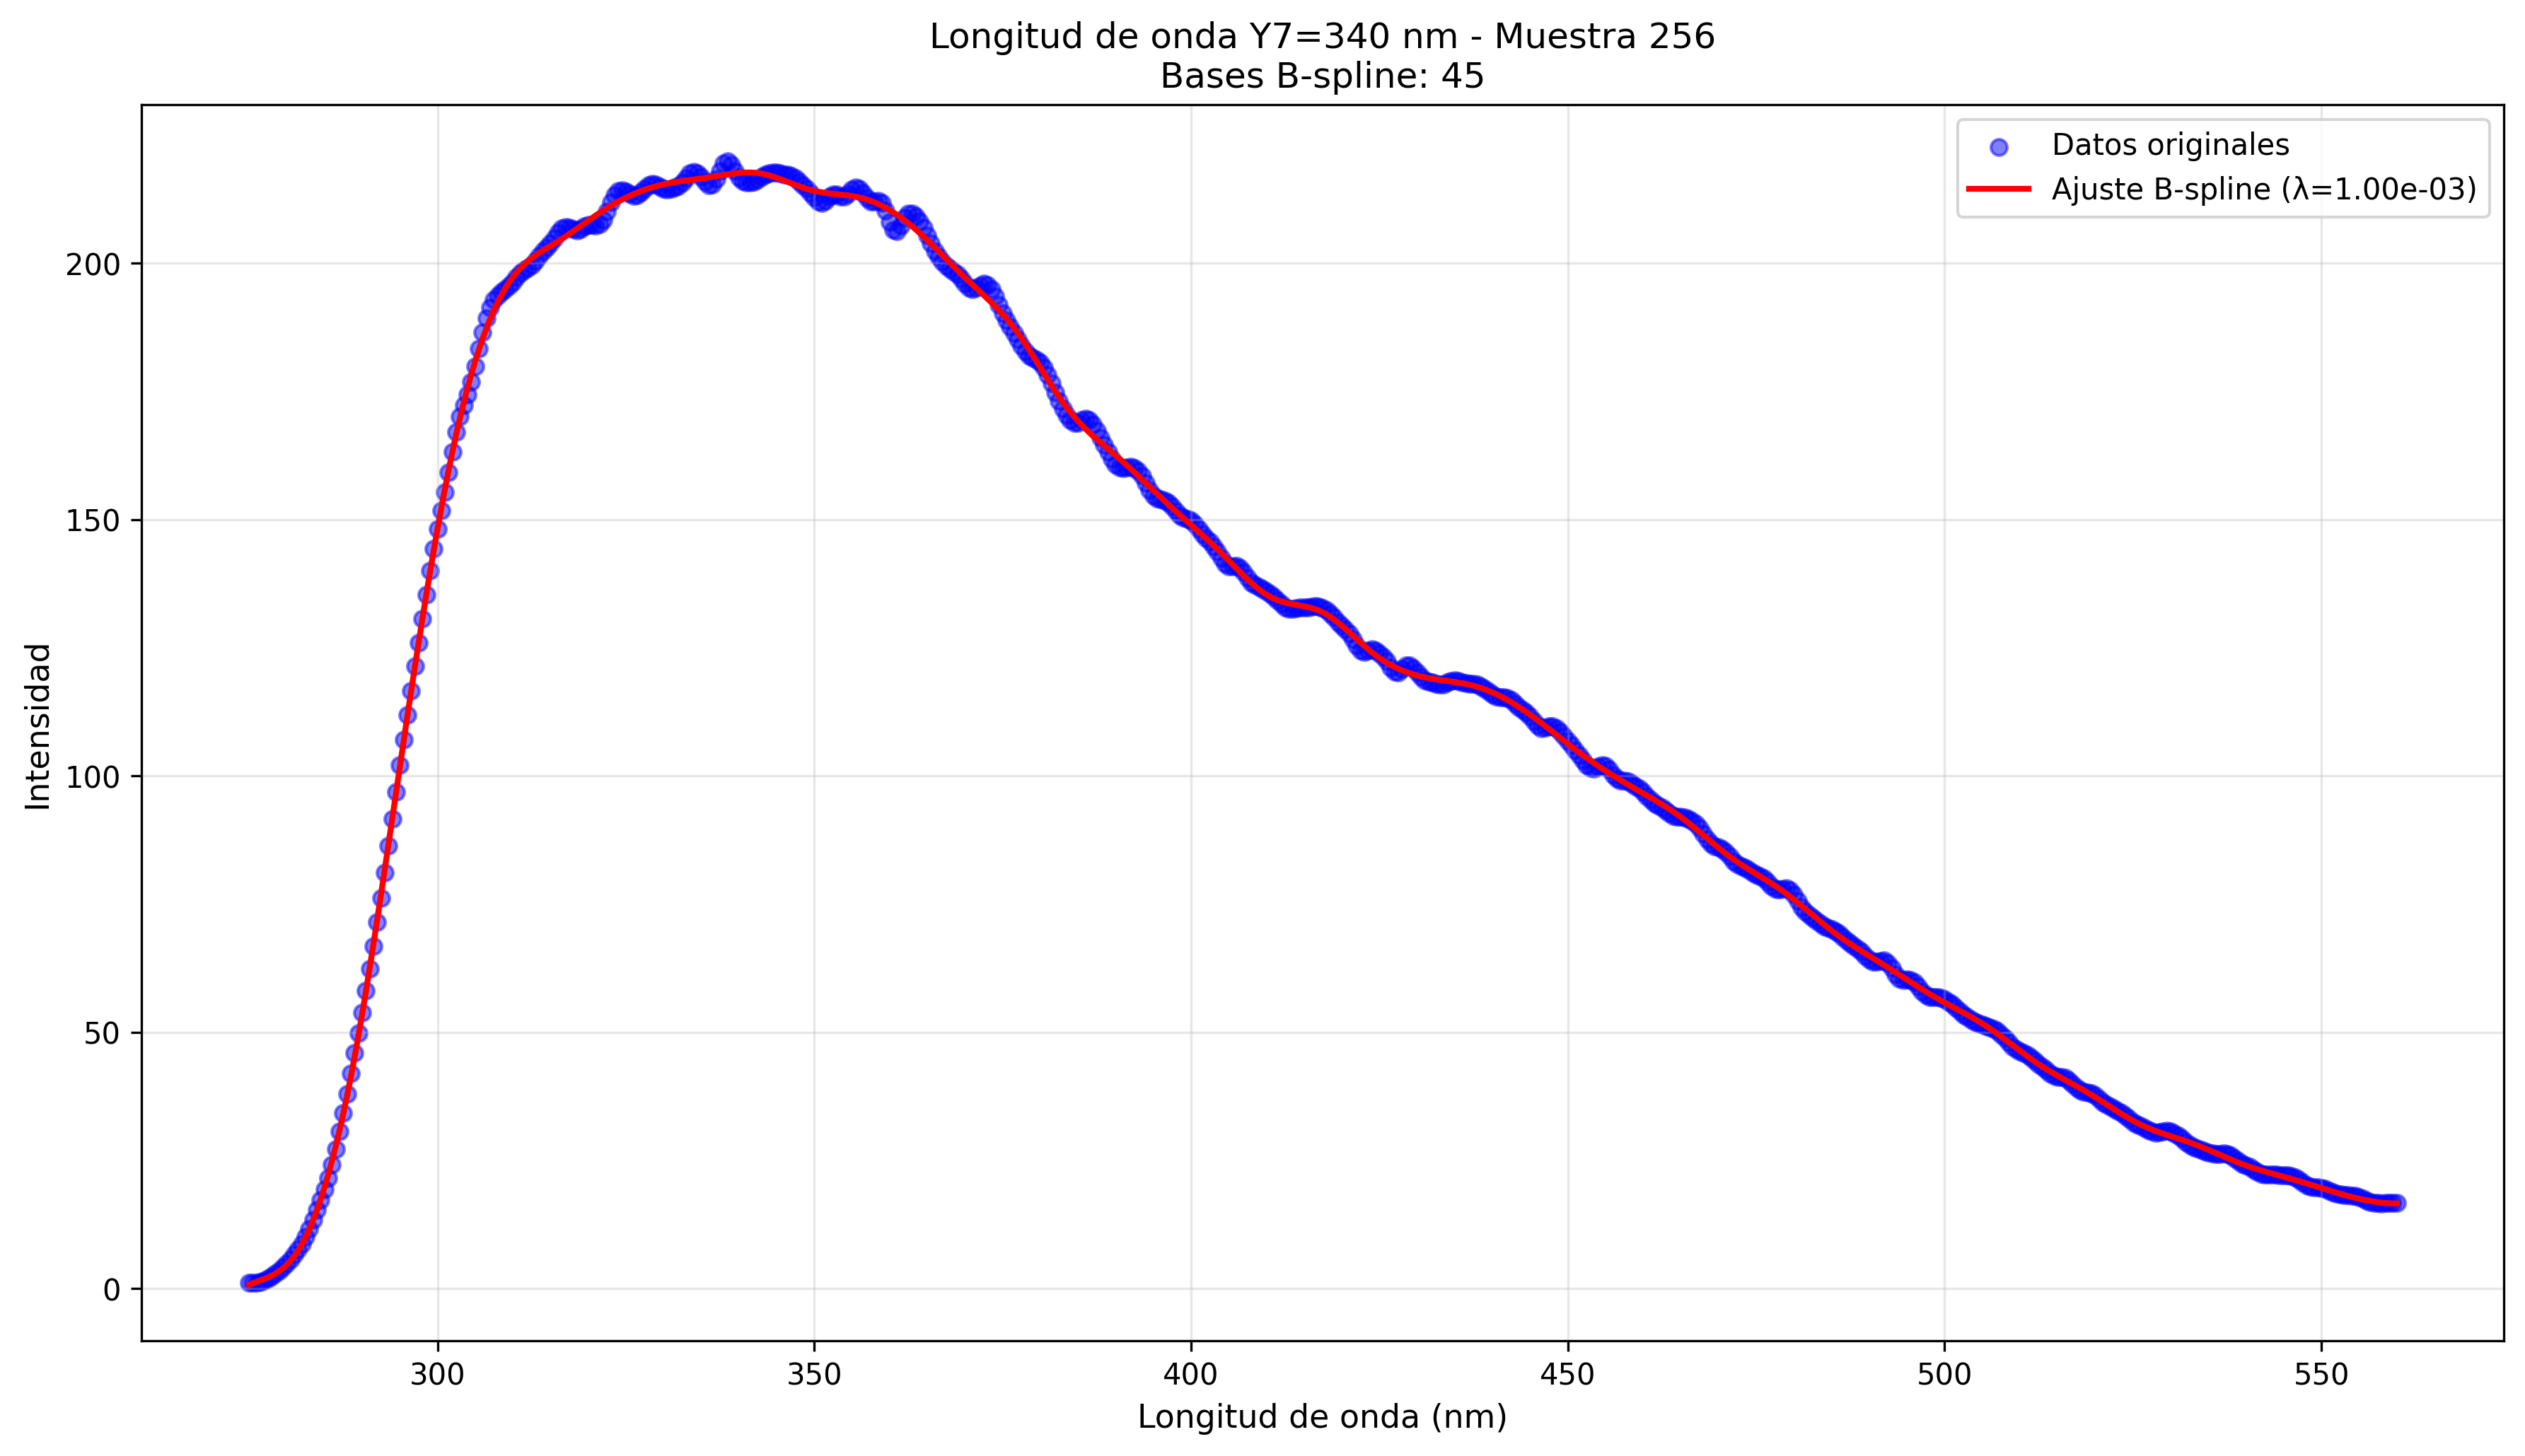 Longitud de onda Y7=340 nm - Muestra 256
Bases B-spline: 45
Datos originales
Ajuste B-spline (λ=1.00e-03)
Intensidad
200
150
100
50
0
300
350
400
450
500
550
Longitud de onda (nm)